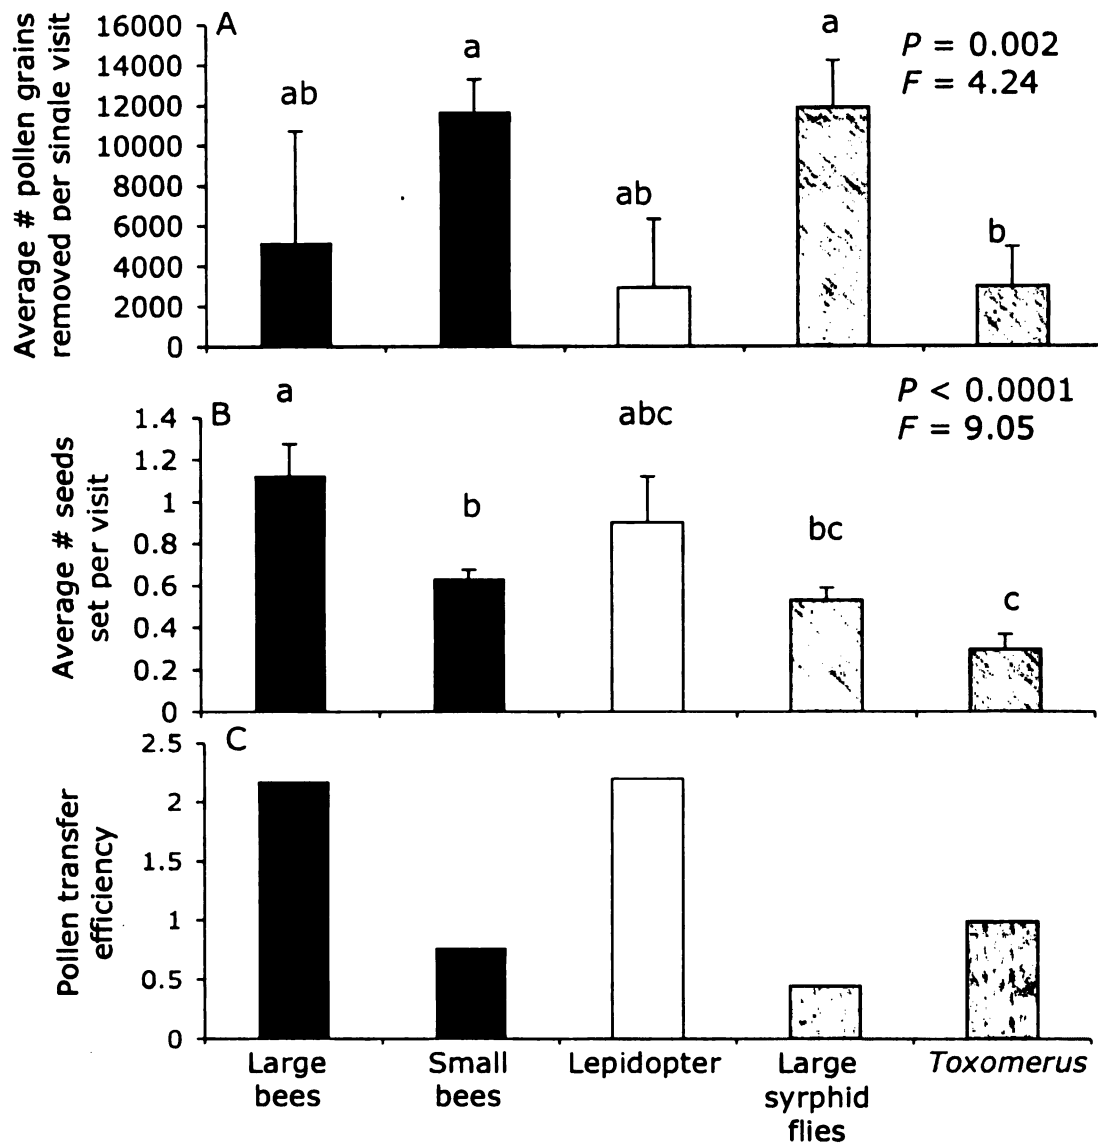 A
Average # pollen grains
removed per single visit
16000
14000
12000
10000
8000
6000
4000
2000
0
ab
a
ab
a
b
P = 0.002
F = 4.24
B
Average # seeds
set per visit
1.4
1.2
1
0.8
0.6
0.4
0.2
0
a
b
abc
bc
c
P < 0.0001
F = 9.05
C
Pollen transfer
efficiency
2.5
2
1.5
1
0.5
0
Large
bees
Small
bees
Lepidopter
Large
syrphid
flies
Toxomerus